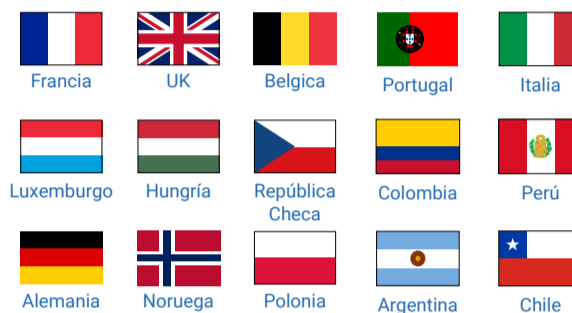 Francia
UK
Belgica
Portugal
Italia
Luxemburgo
Hungría
República
Checa
Colombia
Perú
Alemania
Noruega
Polonia
Argentina
Chile